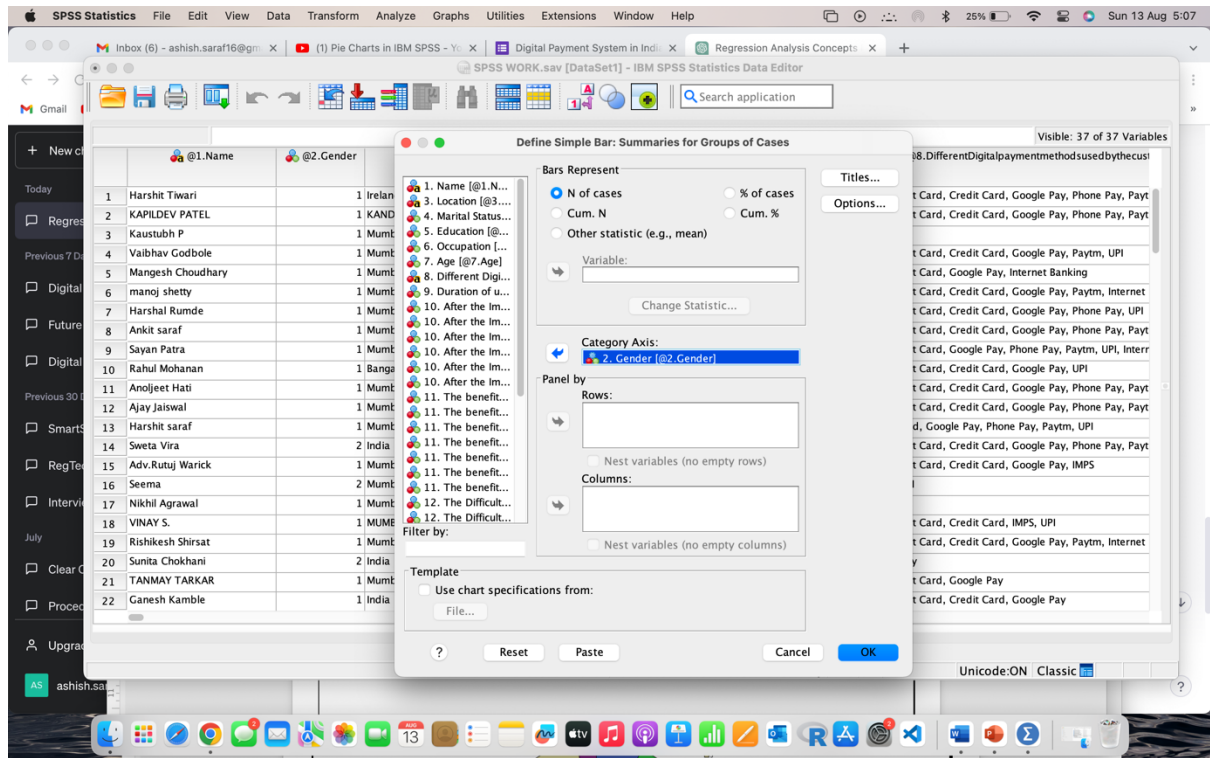 SPSS Statistics File Edit View Data Transform Analyze Graphs Utilities Extensions Window Help 25% Sun 13 Aug 5:07
Inbox (6) - ashish.saraf16@gm
(1) Pie Charts in IBM SPSS - Yo
Digital Payment System in Indi
Regression Analysis Concepts
SPSS WORK.sav [DataSet1] - IBM SPSS Statistics Data Editor
Gmail
Search application
Visible: 37 of 37 Variables
+ New c
Today
Regres
Previous 7 D
Digital
Future
Digital
Previous 30
SmartS
RegTe
Intervi
July
Clear C
Proced
Upgra
AS ashish.sa
@1.Name @2.Gender @8.DifferentDigitalpaymentmethodsusedbythecust
1 Harshit Tiwari 1 Irelan t Card, Credit Card, Google Pay, Phone Pay, Payt
2 KAPILDEV PATEL 1 KAND t Card, Credit Card, Google Pay, Phone Pay, Payt
3 Kaustubh P 1 Mumb
4 Vaibhav Godbole 1 Mumb t Card, Credit Card, Google Pay, Paytm, UPI
5 Mangesh Choudhary 1 Mumb t Card, Google Pay, Internet Banking
6 manoj shetty 1 Mumb t Card, Credit Card, Google Pay, Paytm, Internet
7 Harshal Rumde 1 Mumb t Card, Credit Card, Google Pay, Phone Pay, UPI
8 Ankit saraf 1 Mumb t Card, Credit Card, Google Pay, Phone Pay, Payt
9 Sayan Patra 1 Mumb t Card, Google Pay, Phone Pay, Paytm, UPI, Intern
10 Rahul Mohanan 1 Banga t Card, Credit Card, Google Pay, UPI
11 Anoljeet Hati 1 Mumb t Card, Credit Card, Google Pay, Phone Pay, Payt
12 Ajay Jaiswal 1 Mumb t Card, Credit Card, Google Pay, Phone Pay, Payt
13 Harshit saraf 1 Mumb d, Google Pay, Phone Pay, Paytm, UPI
14 Sweta Vira 2 India t Card, Credit Card, Google Pay, Phone Pay, Payt
15 Adv.Rutuj Warick 1 Mumb t Card, Credit Card, Google Pay, IMPS
16 Seema 2 Mumb
17 Nikhil Agrawal 1 Mumb
18 VINAY S. 1 MUME t Card, Credit Card, IMPS, UPI
19 Rishikesh Shirsat 1 Mumb t Card, Credit Card, Google Pay, Paytm, Internet
20 Sunita Chokhani 2 India y
21 TANMAY TARKAR 1 Mumb t Card, Google Pay
22 Ganesh Kamble 1 India t Card, Credit Card, Google Pay
Define Simple Bar: Summaries for Groups of Cases
1. Name [@1.N...
3. Location [@3....
4. Marital Status...
5. Education [@...
6. Occupation [...
7. Age [@7.Age]
8. Different Digi...
9. Duration of u...
10. After the Im...
10. After the Im...
10. After the Im...
10. After the Im...
10. After the Im...
10. After the Im...
11. The benefit...
11. The benefit...
11. The benefit...
11. The benefit...
11. The benefit...
11. The benefit...
11. The benefit...
12. The Difficult...
12. The Difficult...
Filter by:
Bars Represent
N of cases % of cases
Cum. N Cum. %
Other statistic (e.g., mean)
Variable:
Change Statistic...
Category Axis:
2. Gender [@2.Gender]
Panel by
Rows:
Nest variables (no empty rows)
Columns:
Nest variables (no empty columns)
Template
Use chart specifications from:
File...
Titles...
Options...
? Reset Paste Cancel OK
Unicode:ON Classic
?
AUG
13